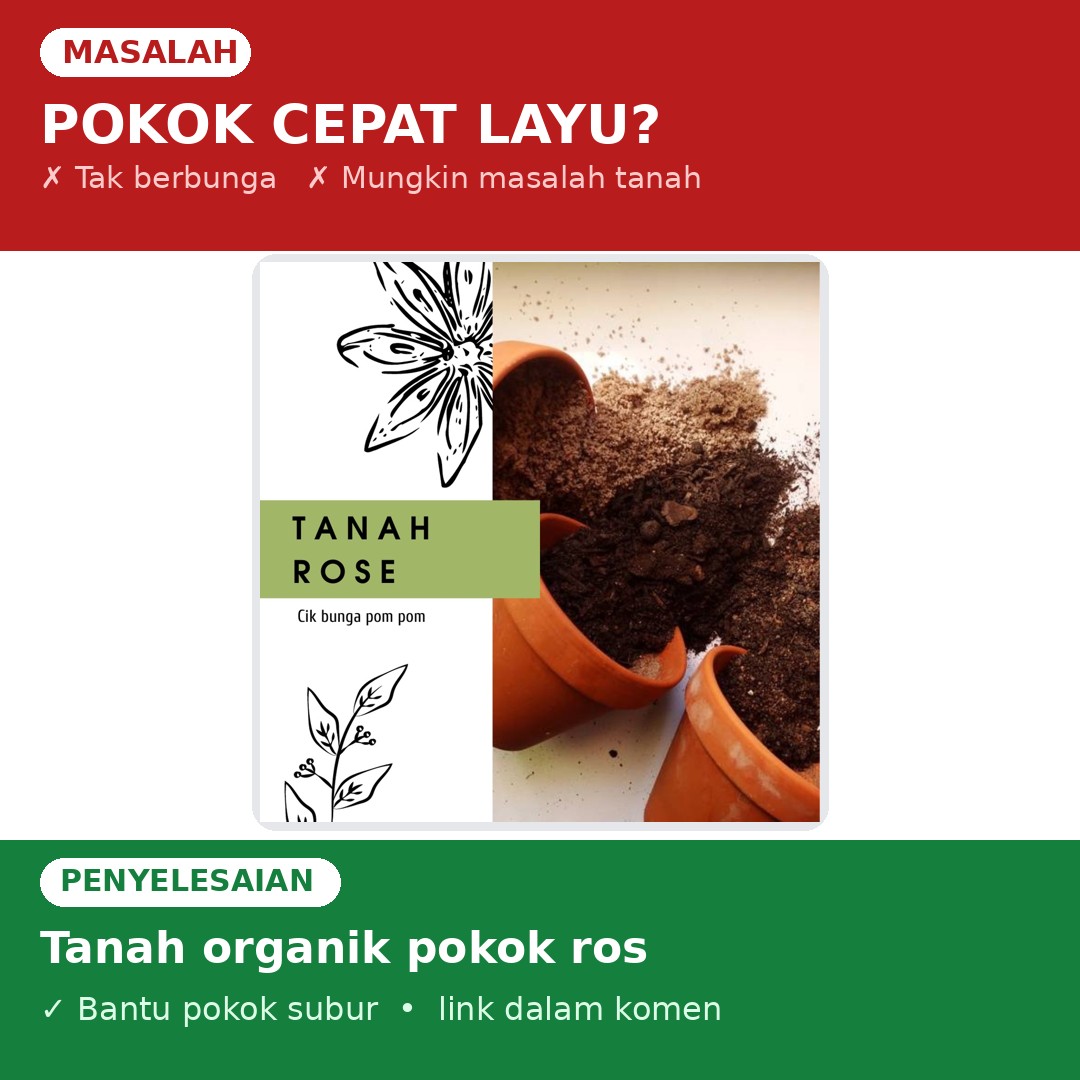 MASALAH
POKOK CEPAT LAYU?
✗ Tak berbunga ✗ Mungkin masalah tanah
TANAH
ROSE
Cik bunga pom pom
PENYELESAIAN
Tanah organik pokok ros
✓ Bantu pokok subur • link dalam komen